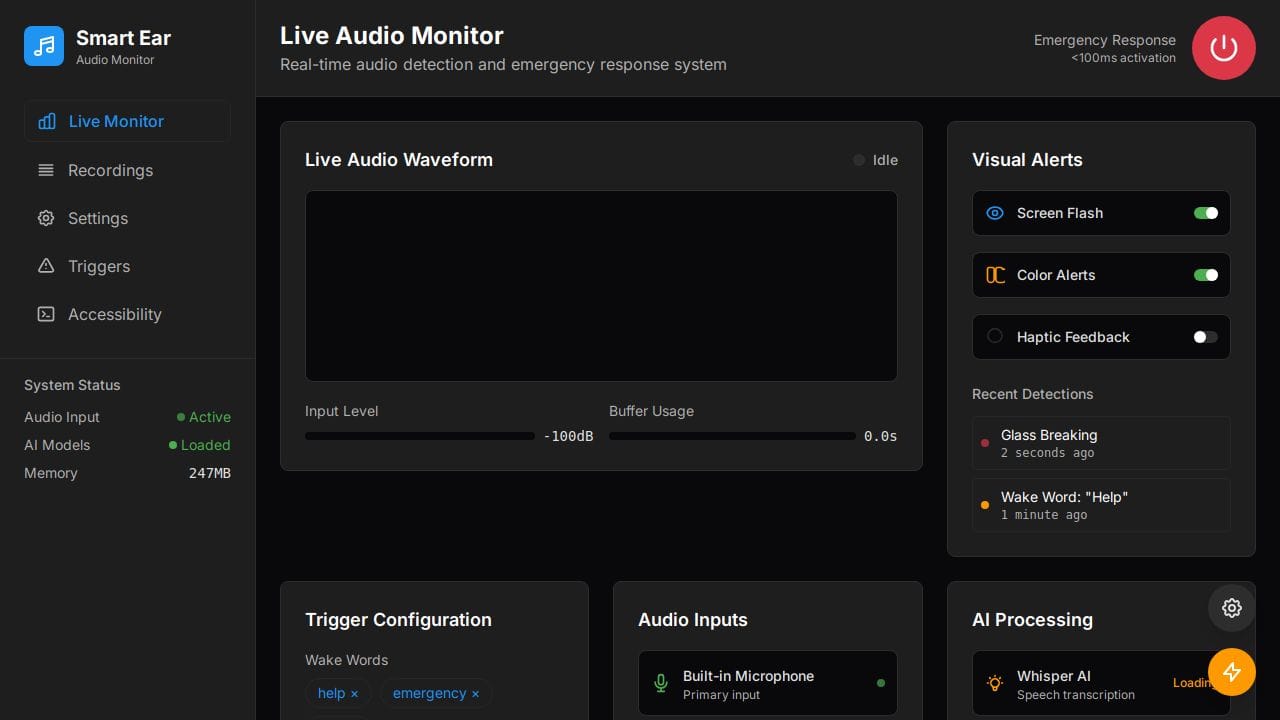 Smart Ear
Audio Monitor
Live Monitor
Recordings
Settings
Triggers
Accessibility
System Status
Audio Input Active
AI Models Loaded
Memory 247MB
Live Audio Monitor
Real-time audio detection and emergency response system
Emergency Response
<100ms activation
Live Audio Waveform
Idle
Input Level
-100dB
Buffer Usage
0.0s
Visual Alerts
Screen Flash
Color Alerts
Haptic Feedback
Recent Detections
Glass Breaking
2 seconds ago
Wake Word: "Help"
1 minute ago
Trigger Configuration
Wake Words
help × emergency ×
Audio Inputs
Built-in Microphone
Primary input
AI Processing
Whisper AI
Speech transcription